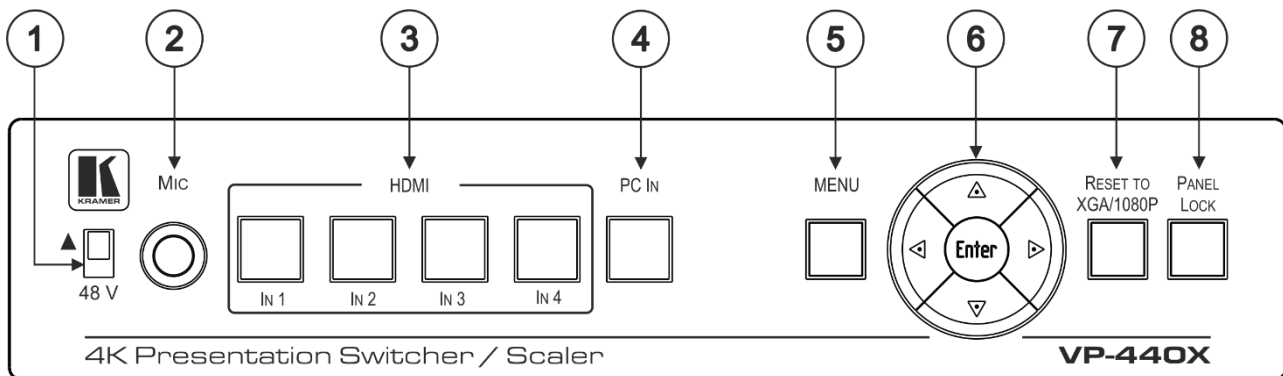 1 2 3 4 5 6 7 8
KRAMER
MIC
HDMI
PC IN
MENU
RESET TO
XGA/1080P
PANEL
LOCK
Enter
48 V
IN 1 IN 2 IN 3 IN 4
4K Presentation Switcher / Scaler
VP-440X